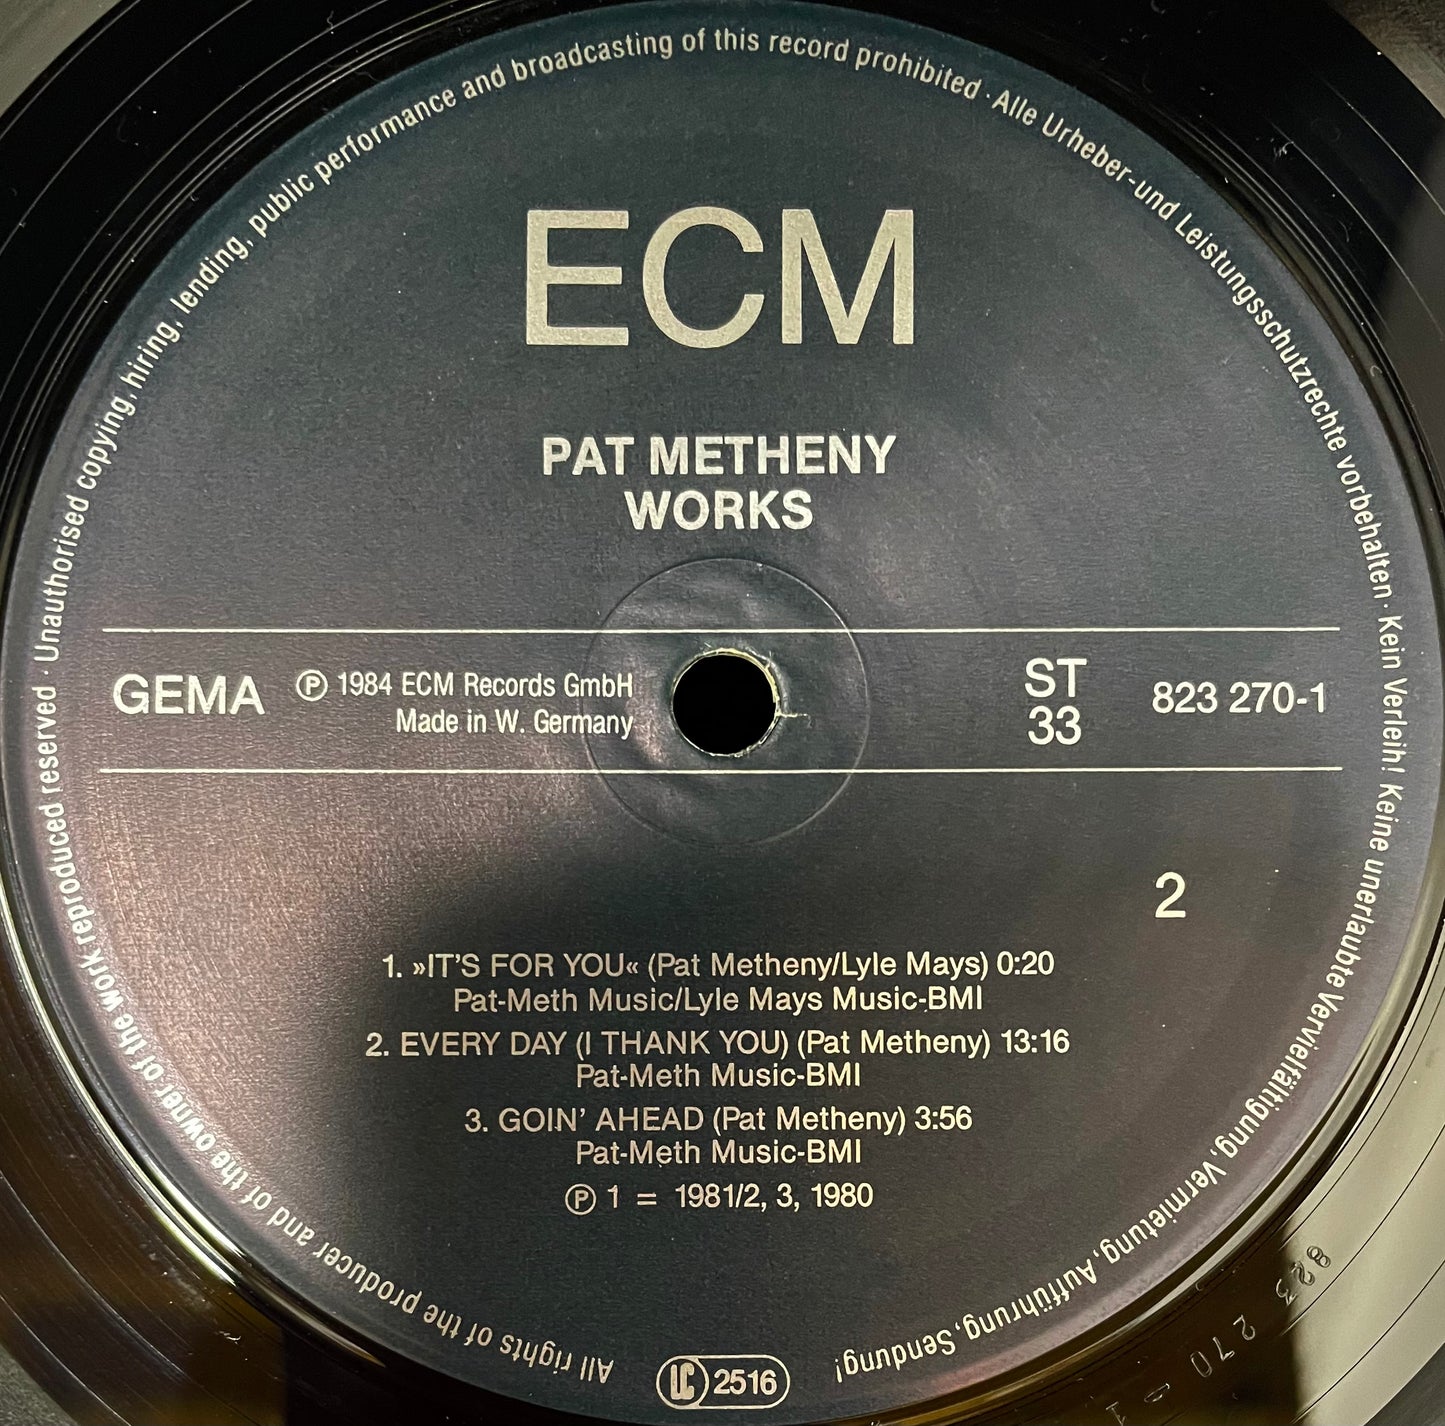 All rights of the producer and of the owner of the work reproduced reserved · Unauthorised copying, hiring, lending, public performance and broadcasting of this record prohibited · Alle Urheber-und Leistungsschutzrechte vorbehalten · Kein Verleih! Keine unerlaubte Vervielfältigung, Vermietung, Aufführung, Sendung!
ECM
PAT METHENY
WORKS
GEMA
℗ 1984 ECM Records GmbH
Made in W. Germany
ST
33
823 270-1
2
1. »IT'S FOR YOU« (Pat Metheny/Lyle Mays) 0:20
Pat-Meth Music/Lyle Mays Music-BMI
2. EVERY DAY (I THANK YOU) (Pat Metheny) 13:16
Pat-Meth Music-BMI
3. GOIN' AHEAD (Pat Metheny) 3:56
Pat-Meth Music-BMI
℗ 1 = 1981/2, 3, 1980
LC 2516
823 270-1